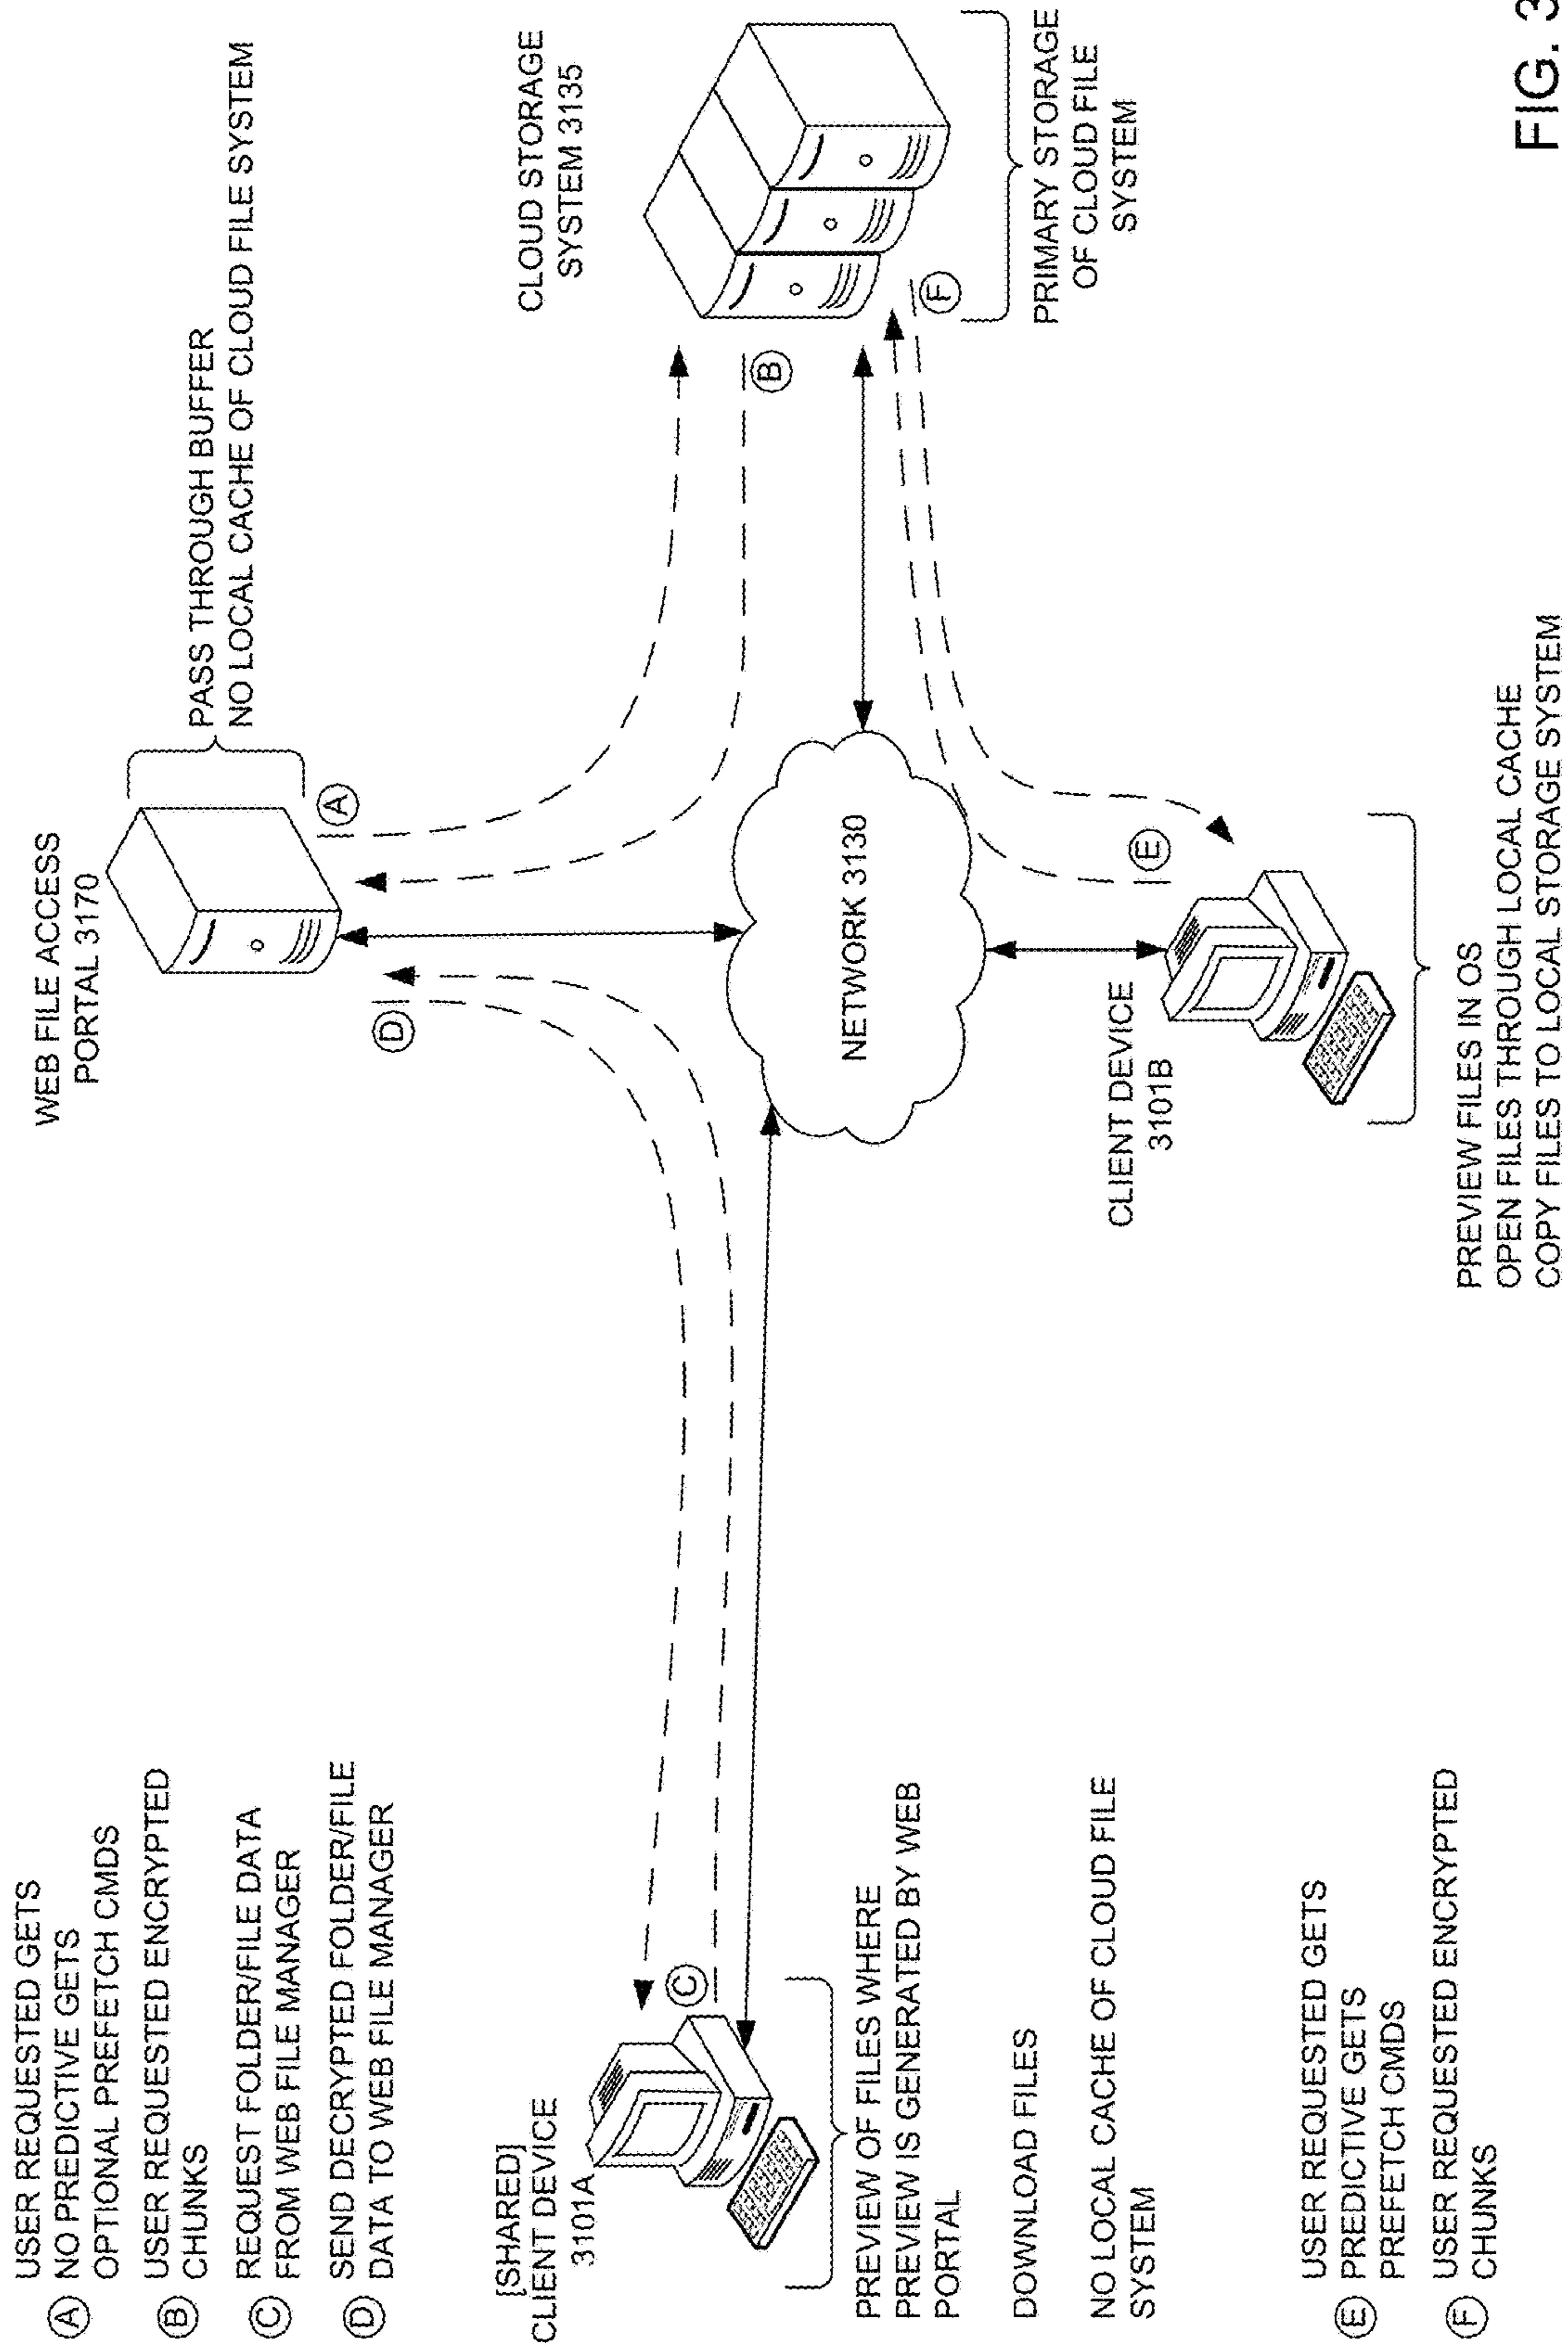 USER REQUESTED GETS
Ⓐ NO PREDICTIVE GETS
OPTIONAL PREFETCH CMDS
Ⓑ USER REQUESTED ENCRYPTED
CHUNKS
Ⓒ REQUEST FOLDER/FILE DATA
FROM WEB FILE MANAGER
Ⓓ SEND DECRYPTED FOLDER/FILE
DATA TO WEB FILE MANAGER
WEB FILE ACCESS
PORTAL 3170
PASS THROUGH BUFFER
NO LOCAL CACHE OF CLOUD FILE SYSTEM
Ⓐ
Ⓓ
CLOUD STORAGE
SYSTEM 3135
Ⓑ
Ⓕ
PRIMARY STORAGE
OF CLOUD FILE
SYSTEM
[SHARED]
CLIENT DEVICE
3101A
Ⓒ
NETWORK 3130
PREVIEW OF FILES WHERE
PREVIEW IS GENERATED BY WEB
PORTAL
DOWNLOAD FILES
NO LOCAL CACHE OF CLOUD FILE
SYSTEM
CLIENT DEVICE
3101B
Ⓔ
USER REQUESTED GETS
Ⓔ PREDICTIVE GETS
PREFETCH CMDS
Ⓕ USER REQUESTED ENCRYPTED
CHUNKS
PREVIEW FILES IN OS
OPEN FILES THROUGH LOCAL CACHE
COPY FILES TO LOCAL STORAGE SYSTEM
FIG. 3